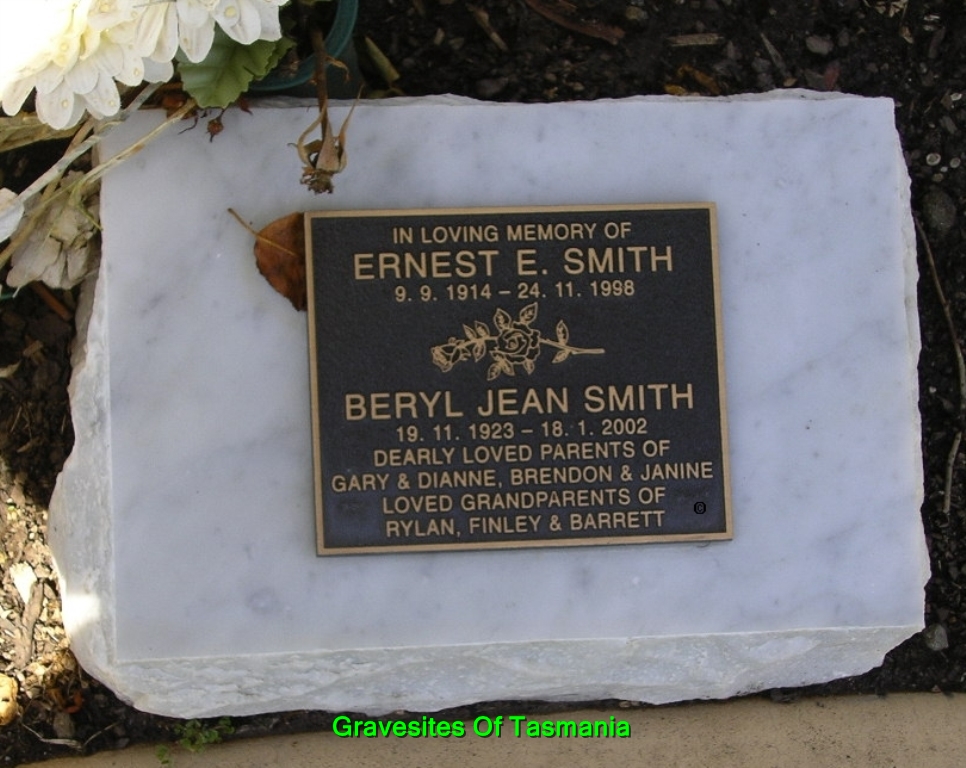 IN LOVING MEMORY OF
ERNEST E. SMITH
9. 9. 1914 – 24. 11. 1998
BERYL JEAN SMITH
19. 11. 1923 – 18. 1. 2002
DEARLY LOVED PARENTS OF
GARY & DIANNE, BRENDON & JANINE
LOVED GRANDPARENTS OF
RYLAN, FINLEY & BARRETT
©
Gravesites Of Tasmania